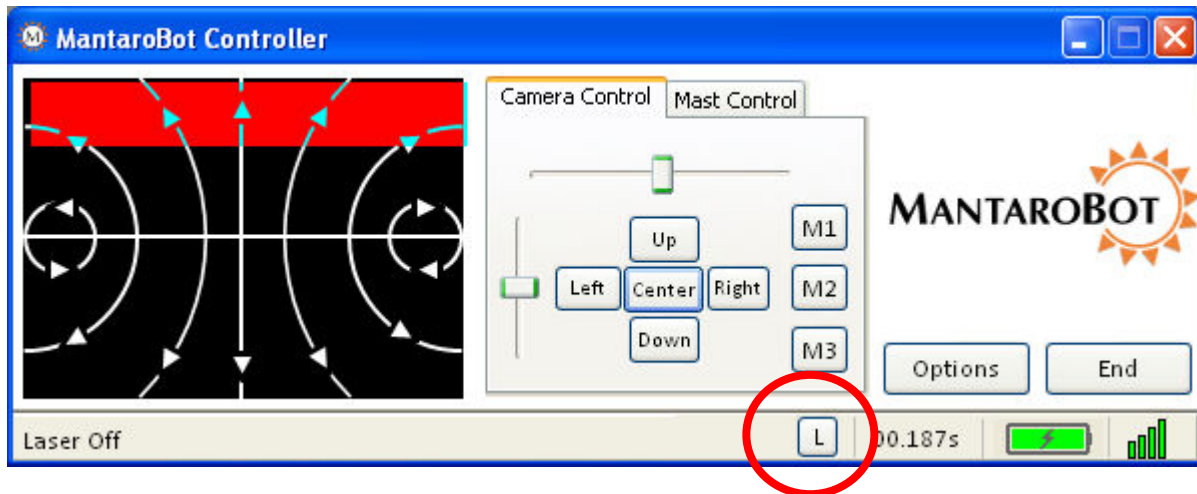 M MantaroBot Controller
Camera Control Mast Control
Up
Left Center Right
Down
M1
M2
M3
MANTAROBOT
Options End
Laser Off L 00.187s